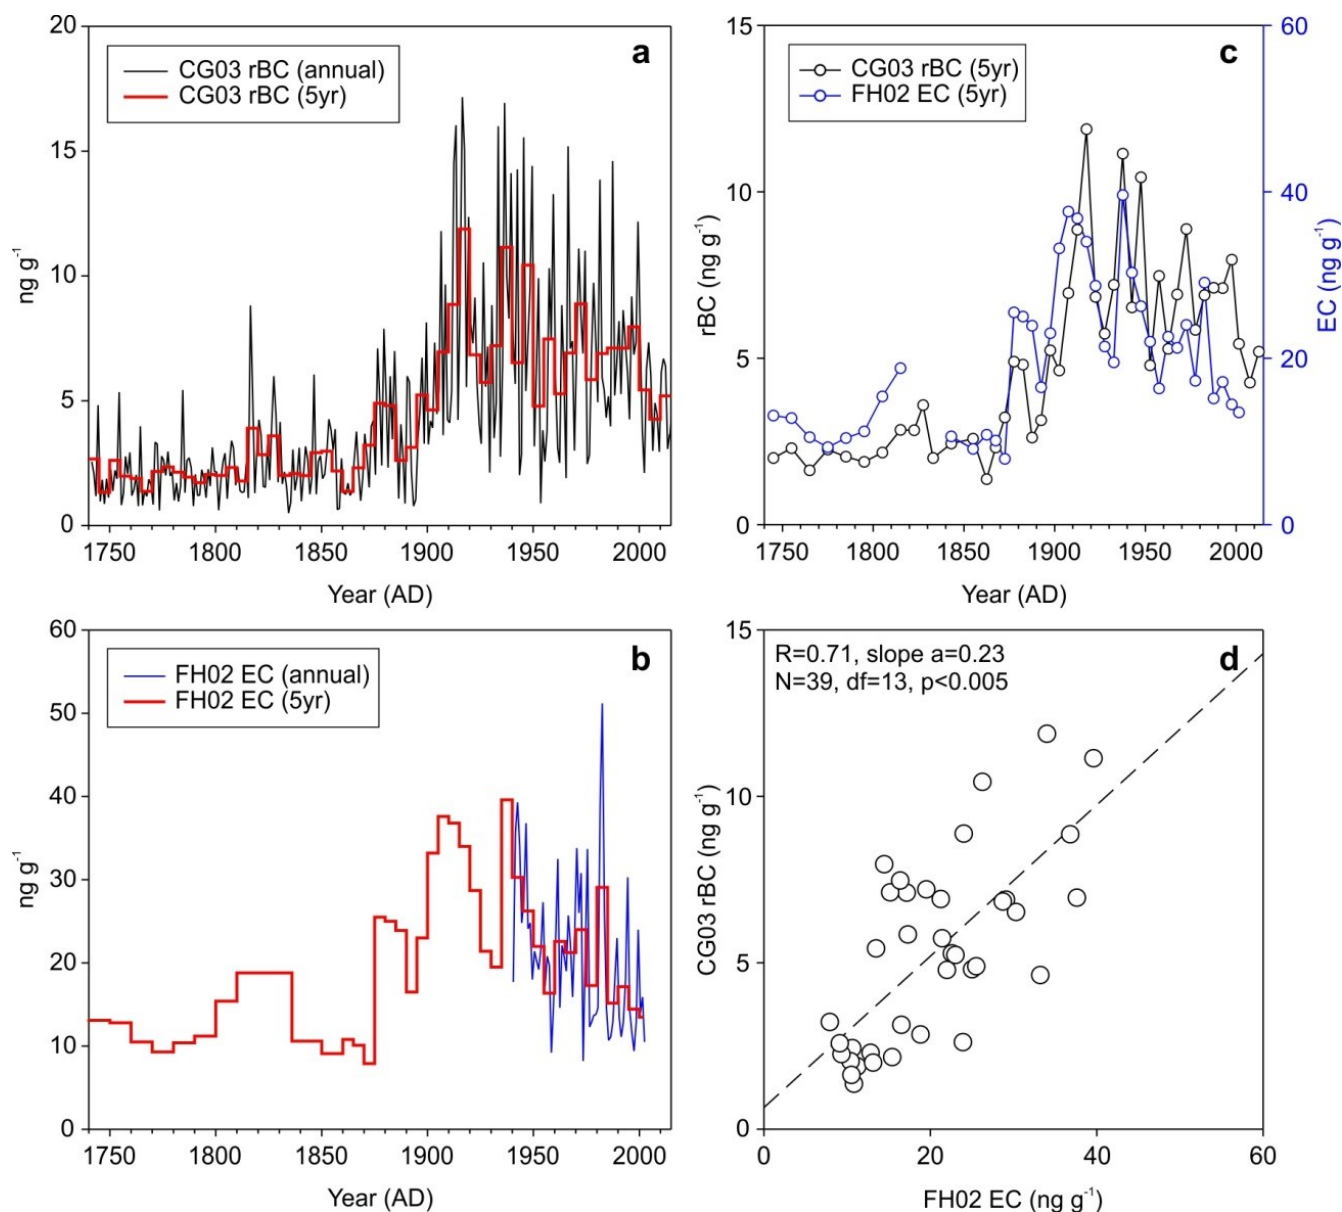 a
CG03 rBC (annual)
CG03 rBC (5yr)
20
15
10
5
0
ng g⁻¹
1750 1800 1850 1900 1950 2000
Year (AD)
c
CG03 rBC (5yr)
FH02 EC (5yr)
15
10
5
0
rBC (ng g⁻¹)
60
40
20
0
EC (ng g⁻¹)
1750 1800 1850 1900 1950 2000
Year (AD)
b
FH02 EC (annual)
FH02 EC (5yr)
60
50
40
30
20
10
0
ng g⁻¹
1750 1800 1850 1900 1950 2000
Year (AD)
d
R=0.71, slope a=0.23
N=39, df=13, p<0.005
15
10
5
0
CG03 rBC (ng g⁻¹)
0 20 40 60
FH02 EC (ng g⁻¹)